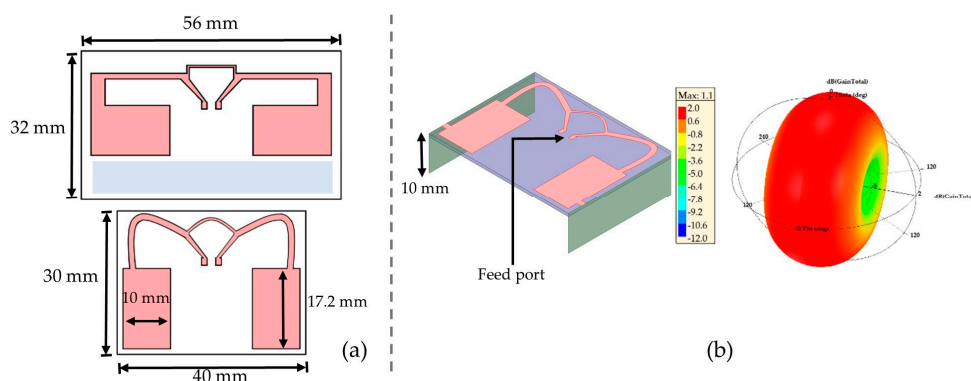 56 mm
32 mm
30 mm
10 mm
17.2 mm
40 mm
(a)
10 mm
Feed port
Max: 1.1
2.0
0.6
-0.8
-2.2
-3.6
-5.0
-6.4
-7.8
-9.2
-10.6
-12.0
dB(GainTotal)
120
120
120
(b)